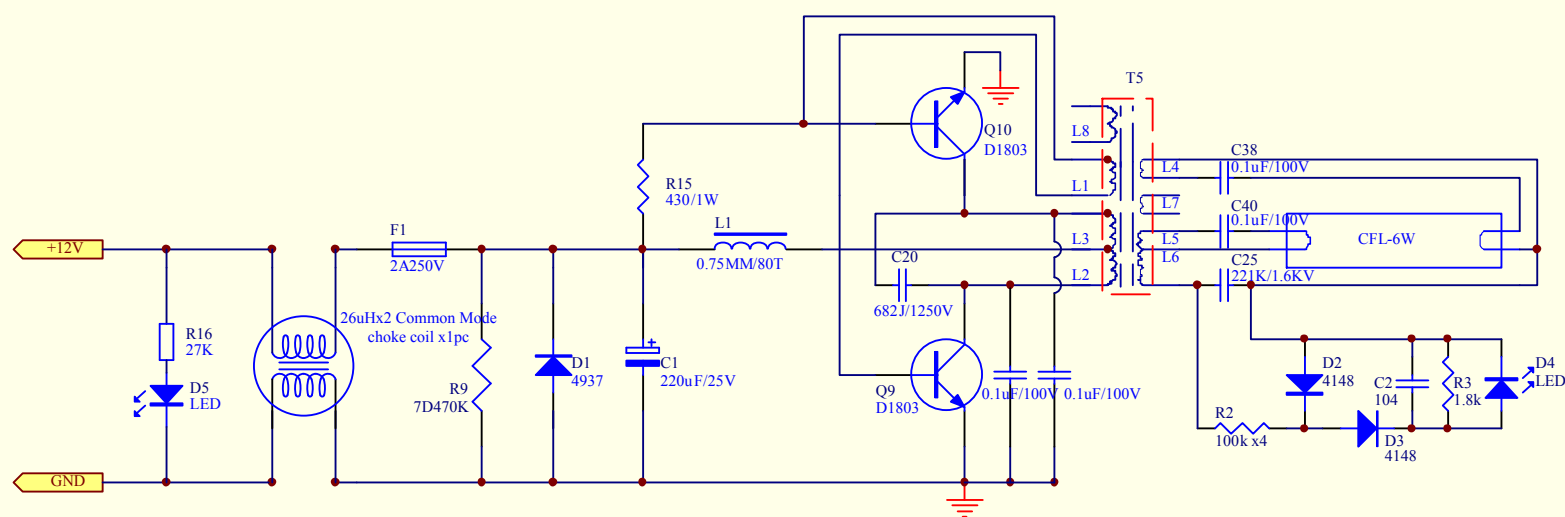 T5
Q10
D1803
L8
L1
L4
L7
C38
0.1uF/100V
C40
0.1uF/100V
R15
430/1W
L1
0.75MM/80T
F1
2A250V
+12V
L3
L2
L5
L6
CFL-6W
C25
221K/1.6KV
C20
682J/1250V
R16
27K
D5
LED
26uHx2 Common Mode
choke coil x1pc
R9
7D470K
D1
4937
C1
220uF/25V
Q9
D1803
0.1uF/100V
0.1uF/100V
D2
4148
C2
104
R3
1.8k
D4
LED
R2
100k x4
D3
4148
GND